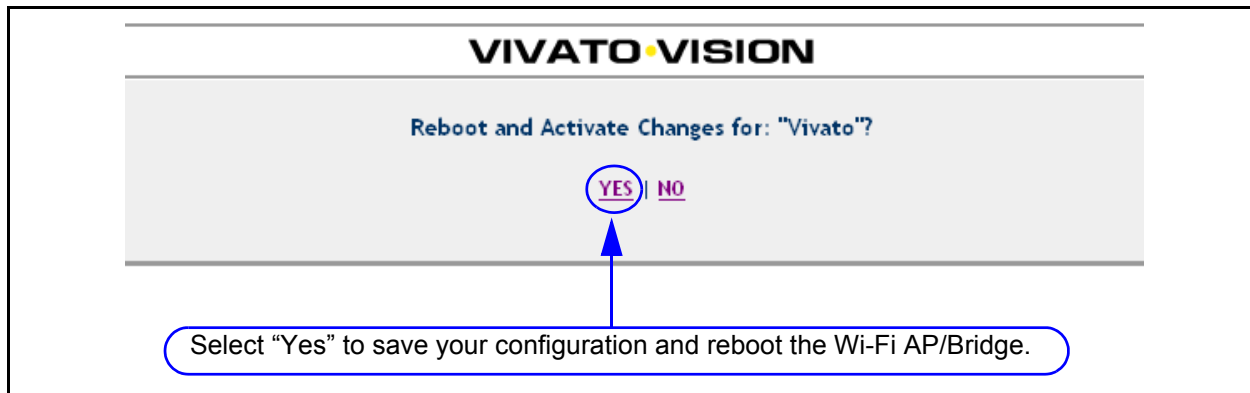 VIVATO•VISION
Reboot and Activate Changes for: "Vivato"?
YES | NO
Select “Yes” to save your configuration and reboot the Wi-Fi AP/Bridge.